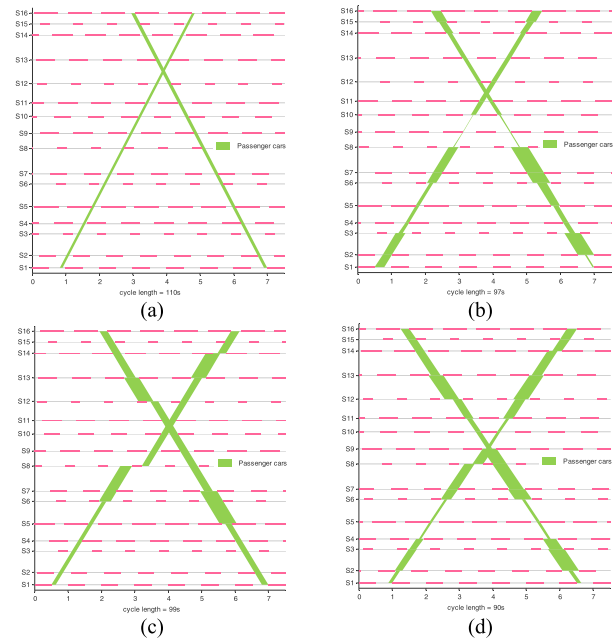 S16
S15
S14
S13
S12
S11
S10
S9
S8
Passenger cars
S7
S6
S5
S4
S3
S2
S1
0 1 2 3 4 5 6 7
cycle length = 110s
(a)
S16
S15
S14
S13
S12
S11
S10
S9
S8
Passenger cars
S7
S6
S5
S4
S3
S2
S1
0 1 2 3 4 5 6 7
cycle length = 97s
(b)
S16
S15
S14
S13
S12
S11
S10
S9
S8
Passenger cars
S7
S6
S5
S4
S3
S2
S1
0 1 2 3 4 5 6 7
cycle length = 99s
(c)
S16
S15
S14
S13
S12
S11
S10
S9
S8
Passenger cars
S7
S6
S5
S4
S3
S2
S1
0 1 2 3 4 5 6 7
cycle length = 90s
(d)